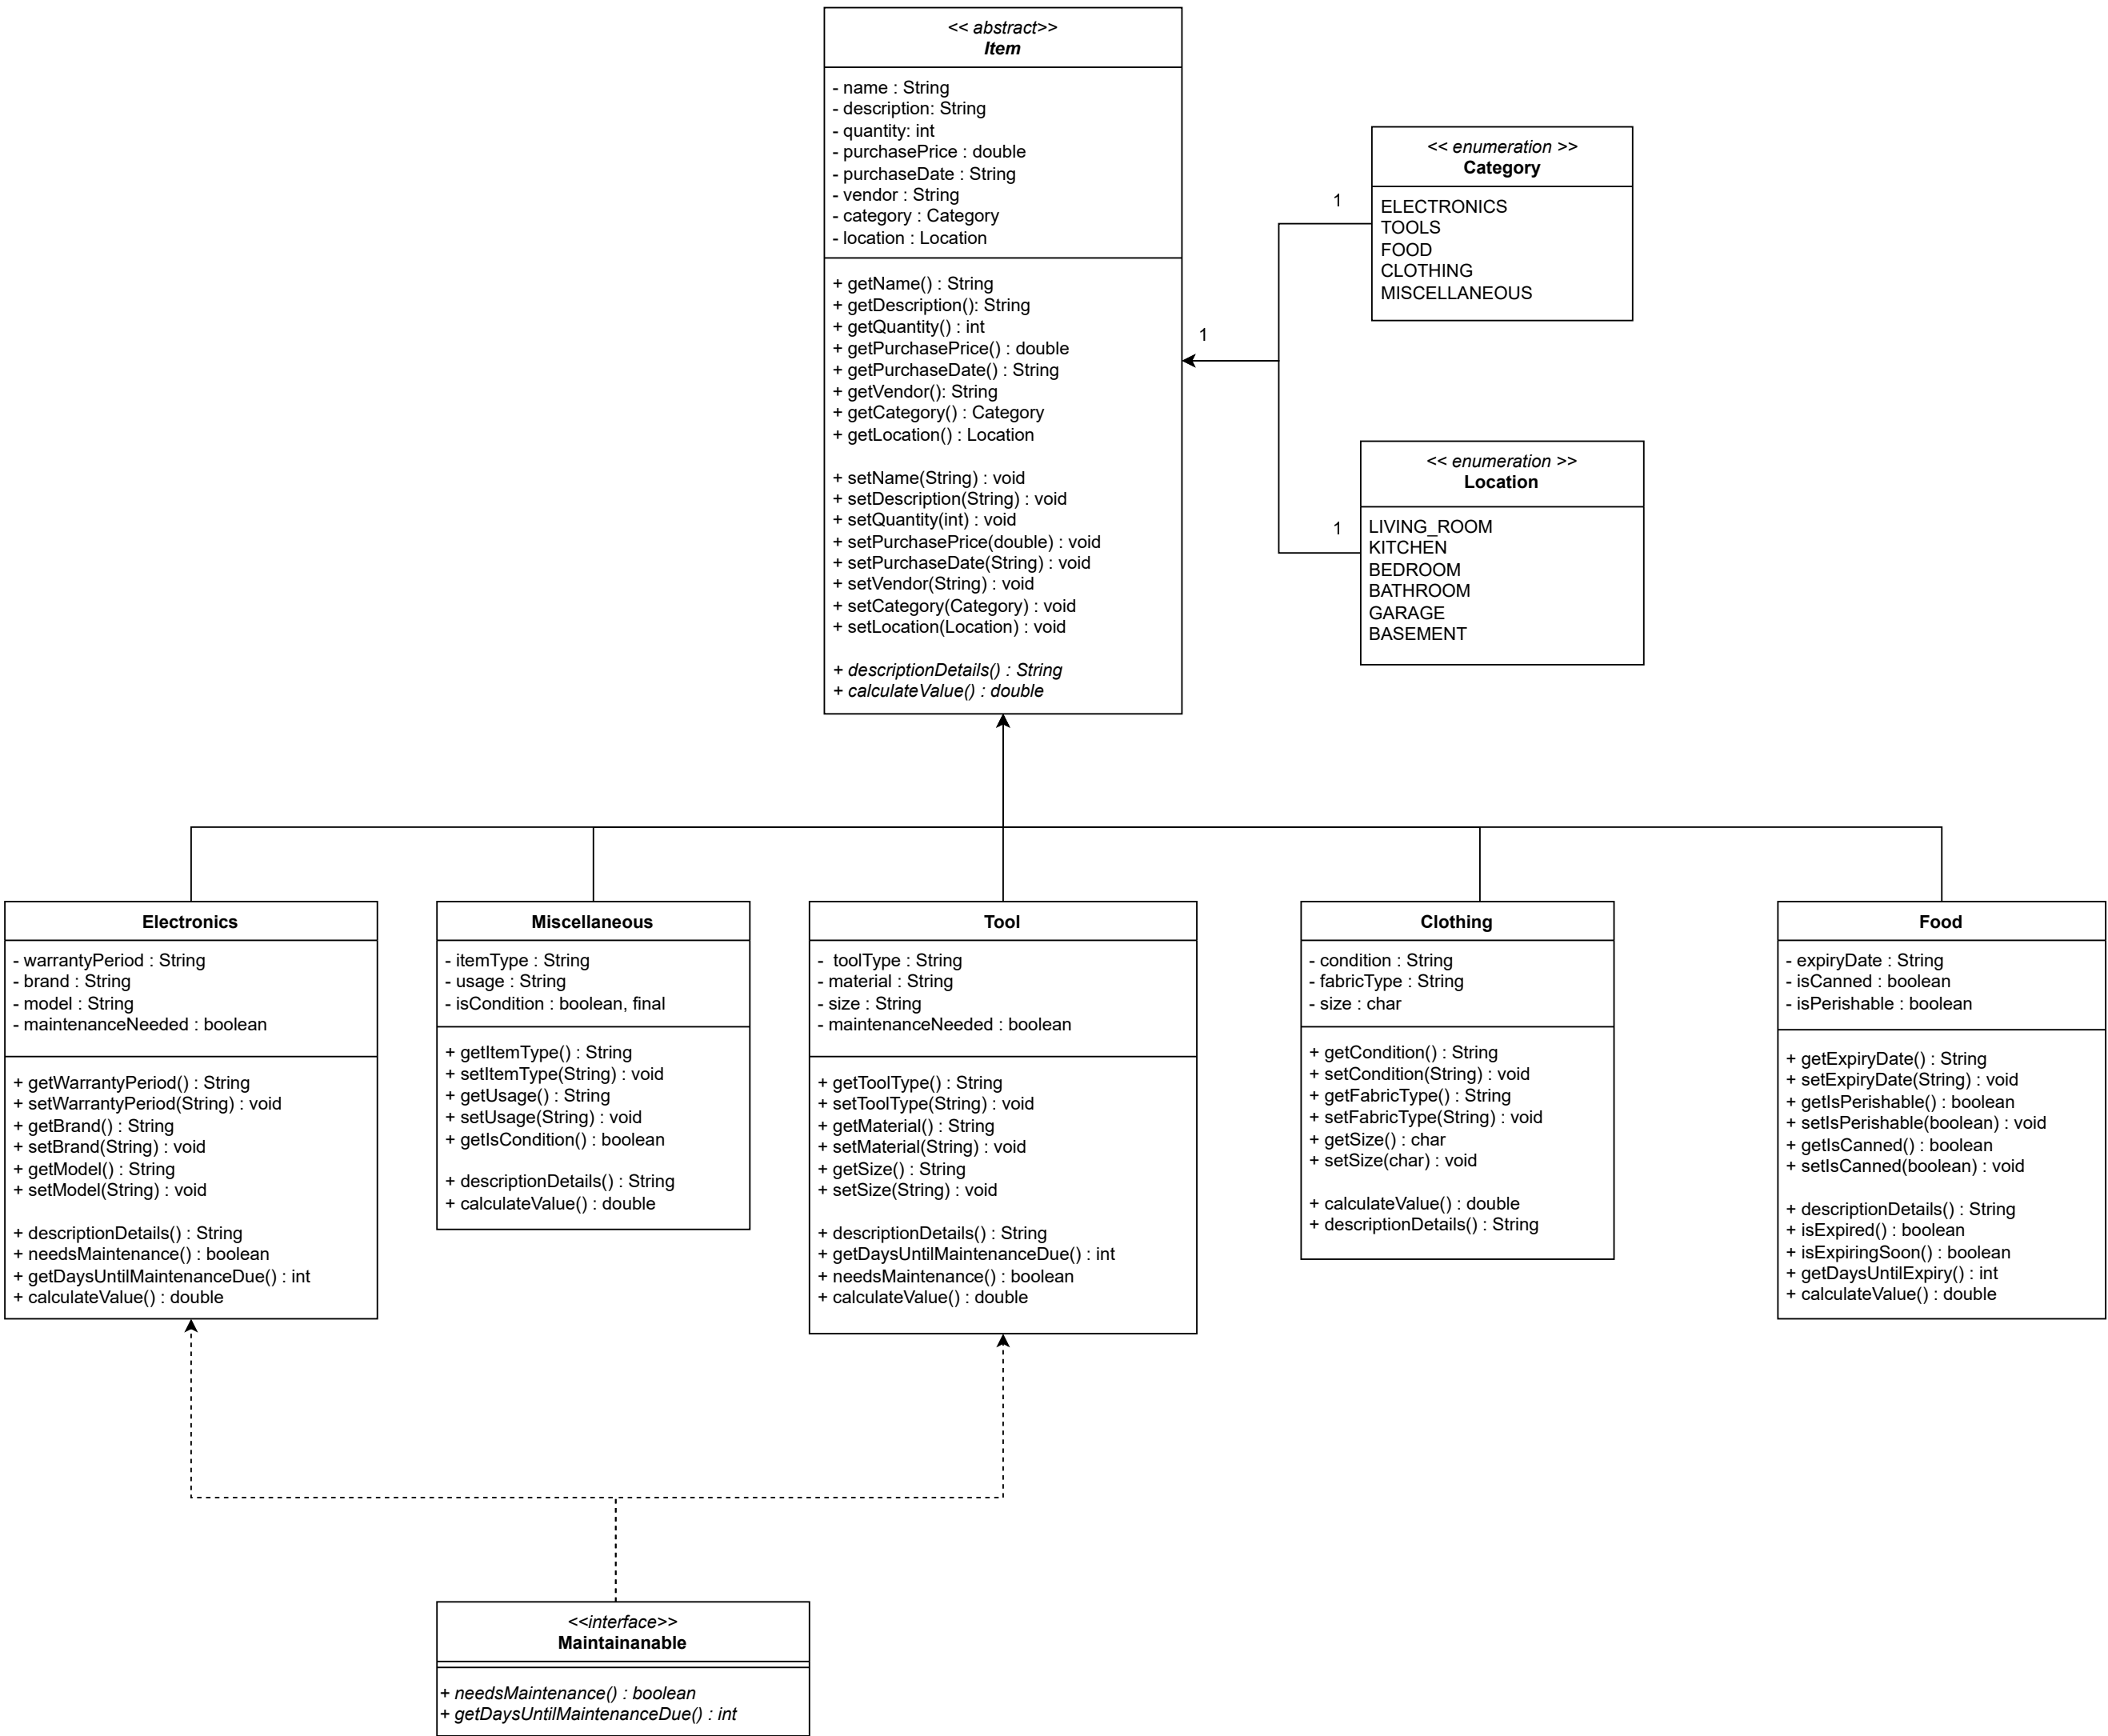 << abstract>>
Item
- name : String
- description: String
- quantity: int
- purchasePrice : double
- purchaseDate : String
- vendor : String
- category : Category
- location : Location
+ getName() : String
+ getDescription(): String
+ getQuantity() : int
+ getPurchasePrice() : double
+ getPurchaseDate() : String
+ getVendor(): String
+ getCategory() : Category
+ getLocation() : Location
+ setName(String) : void
+ setDescription(String) : void
+ setQuantity(int) : void
+ setPurchasePrice(double) : void
+ setPurchaseDate(String) : void
+ setVendor(String) : void
+ setCategory(Category) : void
+ setLocation(Location) : void
+ descriptionDetails() : String
+ calculateValue() : double
1
1
<< enumeration >>
Category
ELECTRONICS
TOOLS
FOOD
CLOTHING
MISCELLANEOUS
1
<< enumeration >>
Location
LIVING_ROOM
KITCHEN
BEDROOM
BATHROOM
GARAGE
BASEMENT
Electronics
- warrantyPeriod : String
- brand : String
- model : String
- maintenanceNeeded : boolean
+ getWarrantyPeriod() : String
+ setWarrantyPeriod(String) : void
+ getBrand() : String
+ setBrand(String) : void
+ getModel() : String
+ setModel(String) : void
+ descriptionDetails() : String
+ needsMaintenance() : boolean
+ getDaysUntilMaintenanceDue() : int
+ calculateValue() : double
Miscellaneous
- itemType : String
- usage : String
- isCondition : boolean, final
+ getItemType() : String
+ setItemType(String) : void
+ getUsage() : String
+ setUsage(String) : void
+ getIsCondition() : boolean
+ descriptionDetails() : String
+ calculateValue() : double
Tool
- toolType : String
- material : String
- size : String
- maintenanceNeeded : boolean
+ getToolType() : String
+ setToolType(String) : void
+ getMaterial() : String
+ setMaterial(String) : void
+ getSize() : String
+ setSize(String) : void
+ descriptionDetails() : String
+ getDaysUntilMaintenanceDue() : int
+ needsMaintenance() : boolean
+ calculateValue() : double
Clothing
- condition : String
- fabricType : String
- size : char
+ getCondition() : String
+ setCondition(String) : void
+ getFabricType() : String
+ setFabricType(String) : void
+ getSize() : char
+ setSize(char) : void
+ calculateValue() : double
+ descriptionDetails() : String
Food
- expiryDate : String
- isCanned : boolean
- isPerishable : boolean
+ getExpiryDate() : String
+ setExpiryDate(String) : void
+ getIsPerishable() : boolean
+ setIsPerishable(boolean) : void
+ getIsCanned() : boolean
+ setIsCanned(boolean) : void
+ descriptionDetails() : String
+ isExpired() : boolean
+ isExpiringSoon() : boolean
+ getDaysUntilExpiry() : int
+ calculateValue() : double
<<interface>>
Maintainanable
+ needsMaintenance() : boolean
+ getDaysUntilMaintenanceDue() : int